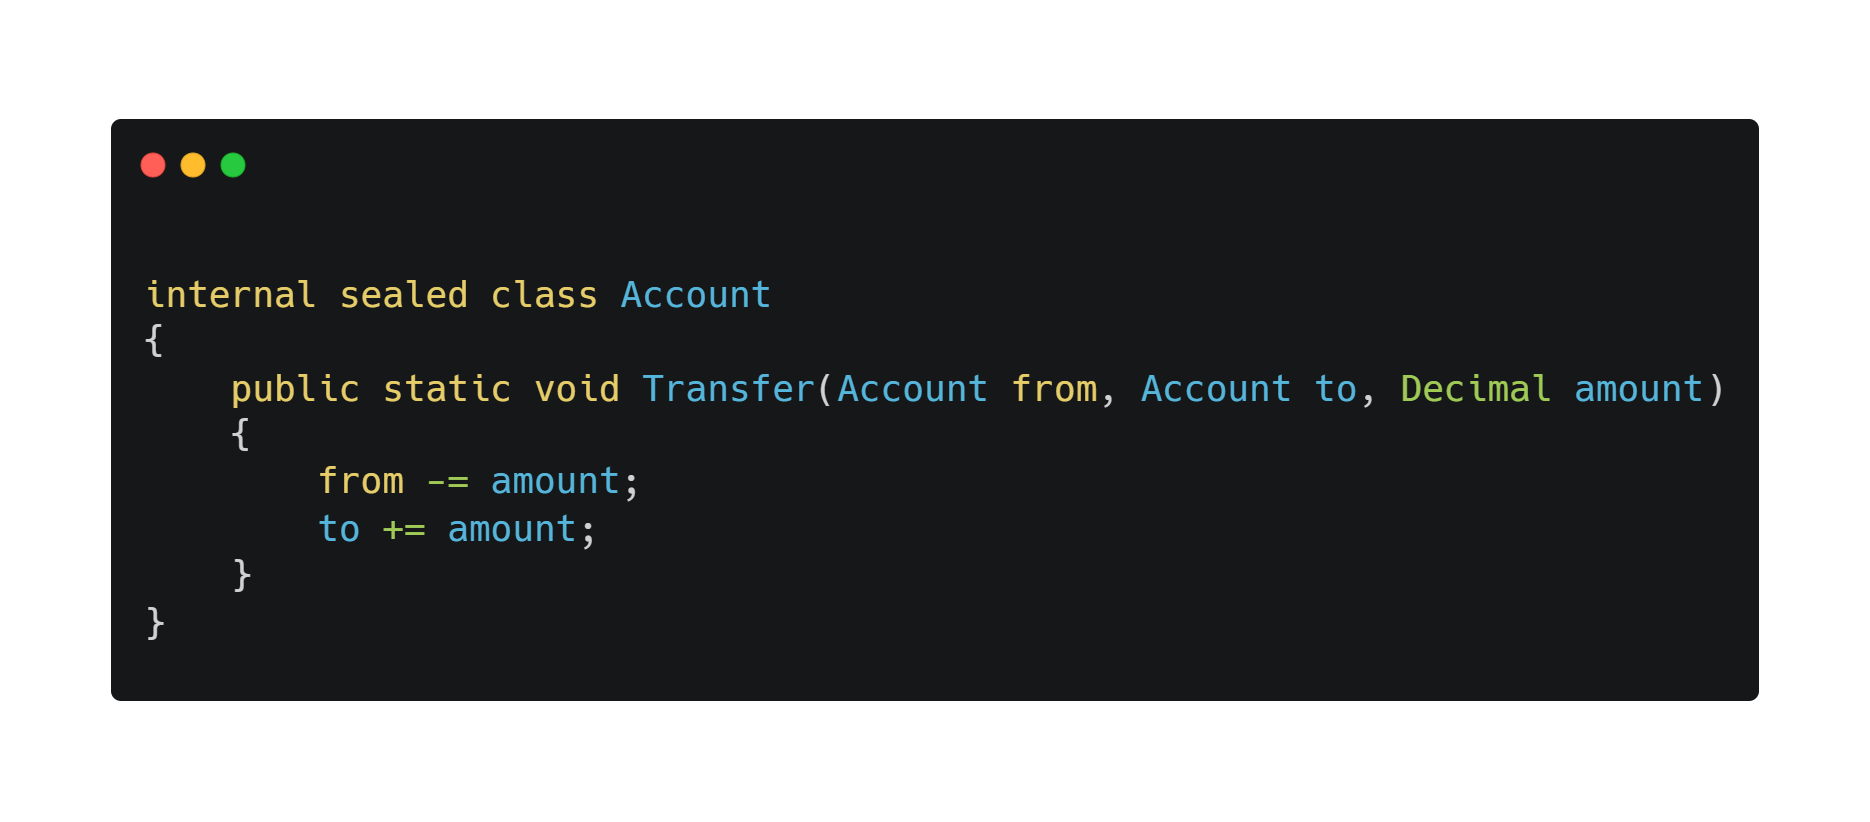 internal sealed class Account
{
    public static void Transfer(Account from, Account to, Decimal amount)
    {
        from -= amount;
        to += amount;
    }
}